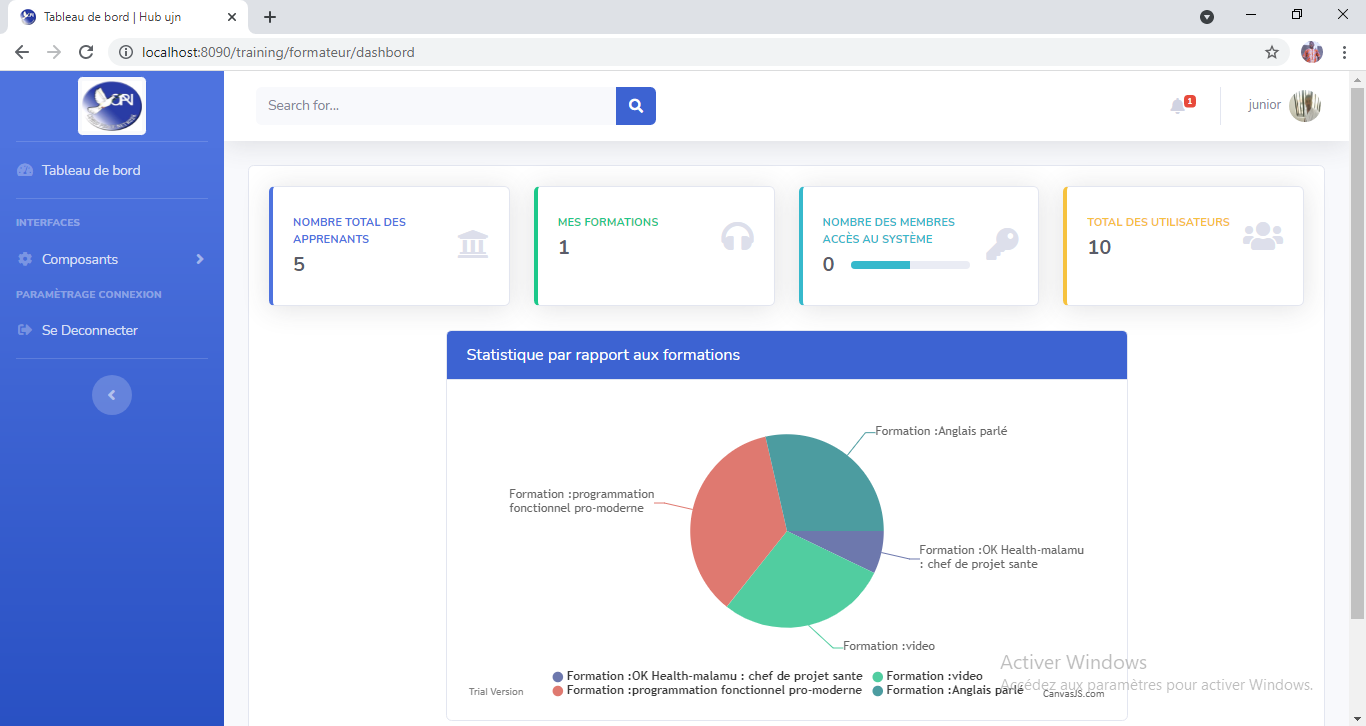 Tableau de bord | Hub ujn
localhost:8090/training/formateur/dashbord
CPI
Search for...
1
junior
Tableau de bord
INTERFACES
Composants
PARAMÈTRAGE CONNEXION
Se Deconnecter
NOMBRE TOTAL DES
APPRENANTS
5
MES FORMATIONS
1
NOMBRE DES MEMBRES
ACCÈS AU SYSTÈME
0
TOTAL DES UTILISATEURS
10
Statistique par rapport aux formations
Formation :Anglais parlé
Formation :programmation
fonctionnel pro-moderne
Formation :OK Health-malamu
: chef de projet sante
Formation :video
Formation :OK Health-malamu : chef de projet sante
Formation :video
Formation :programmation fonctionnel pro-moderne
Formation :Anglais parlé
Trial Version
CanvasJS.com
Activer Windows
Accédez aux paramètres pour activer Windows.